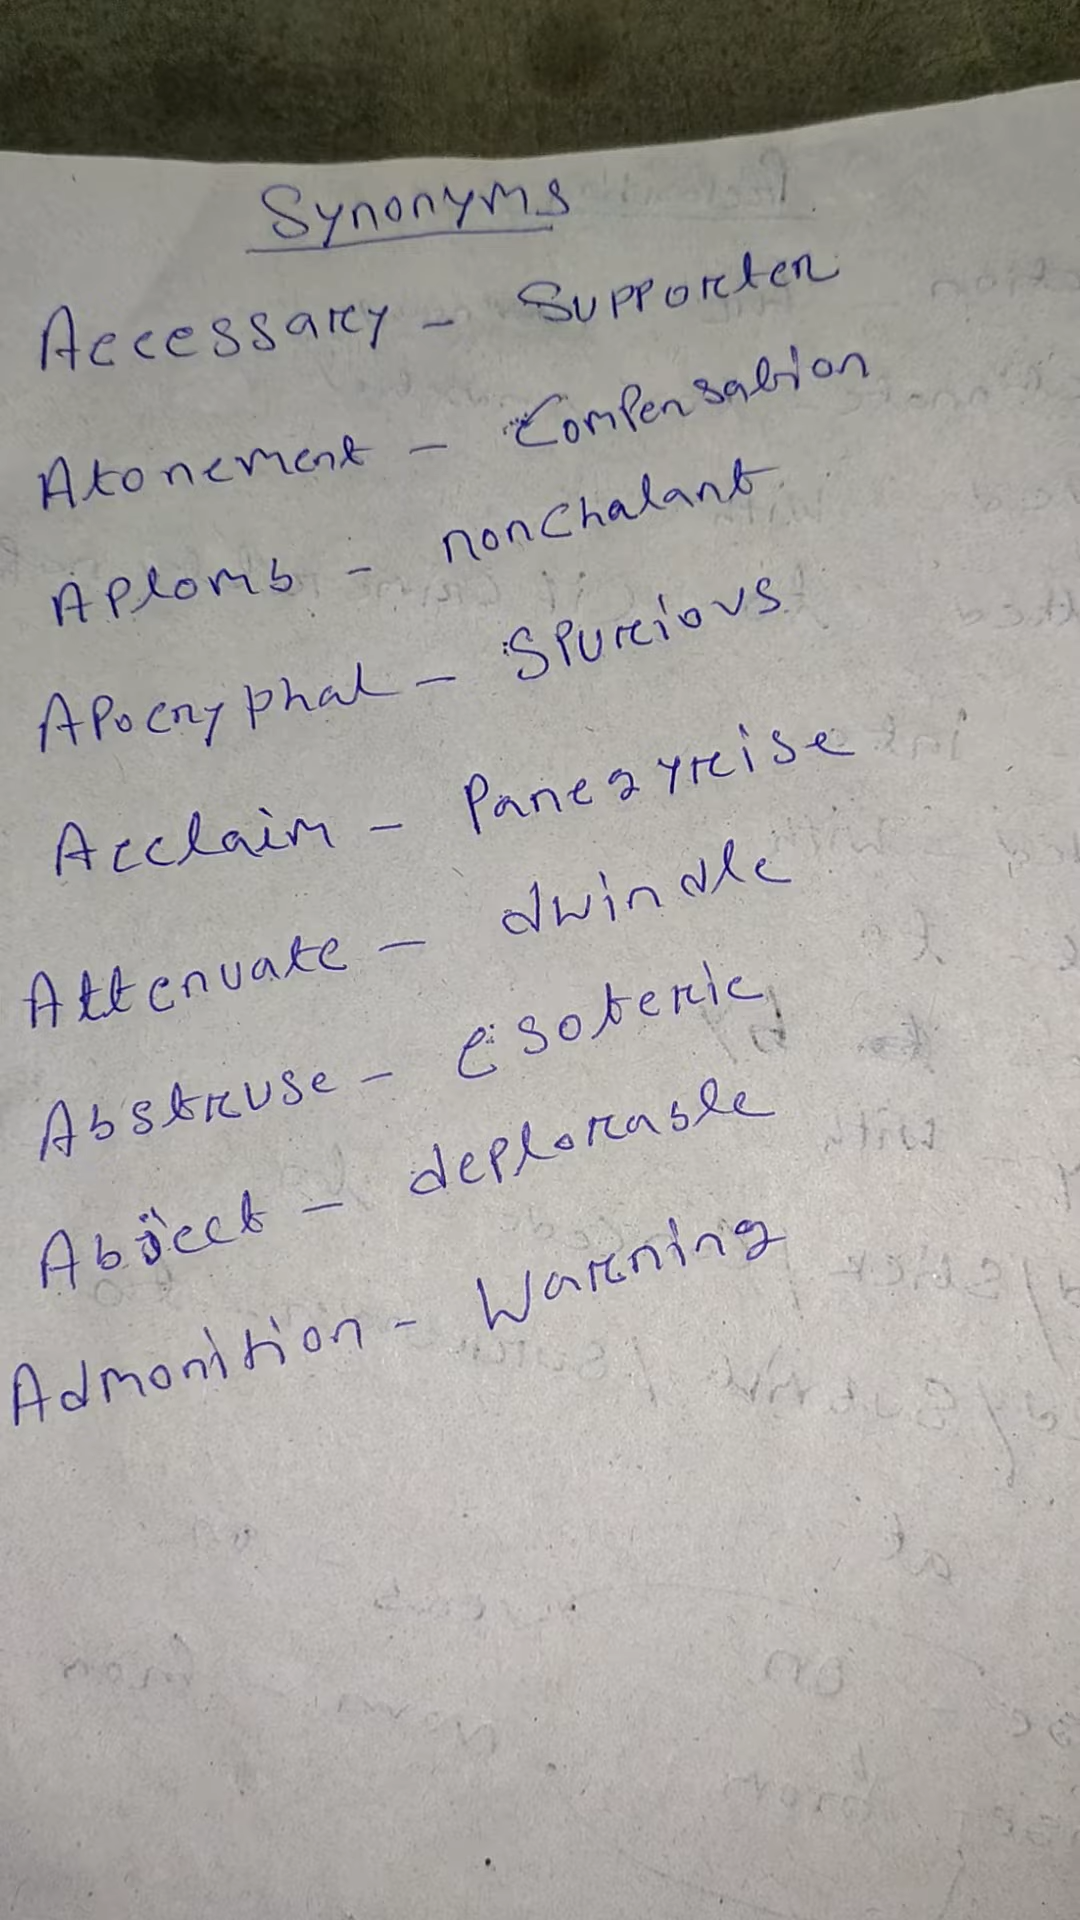 Synonyms
Accessary - Supporter
Atonement - Compensation
Aplomb - nonchalant
Apocryphal - Spurious
Acclaim - Panegyrise
Attenuate - dwindle
Abstruse - esoteric
Abject - deplorable
Admonition - Warning